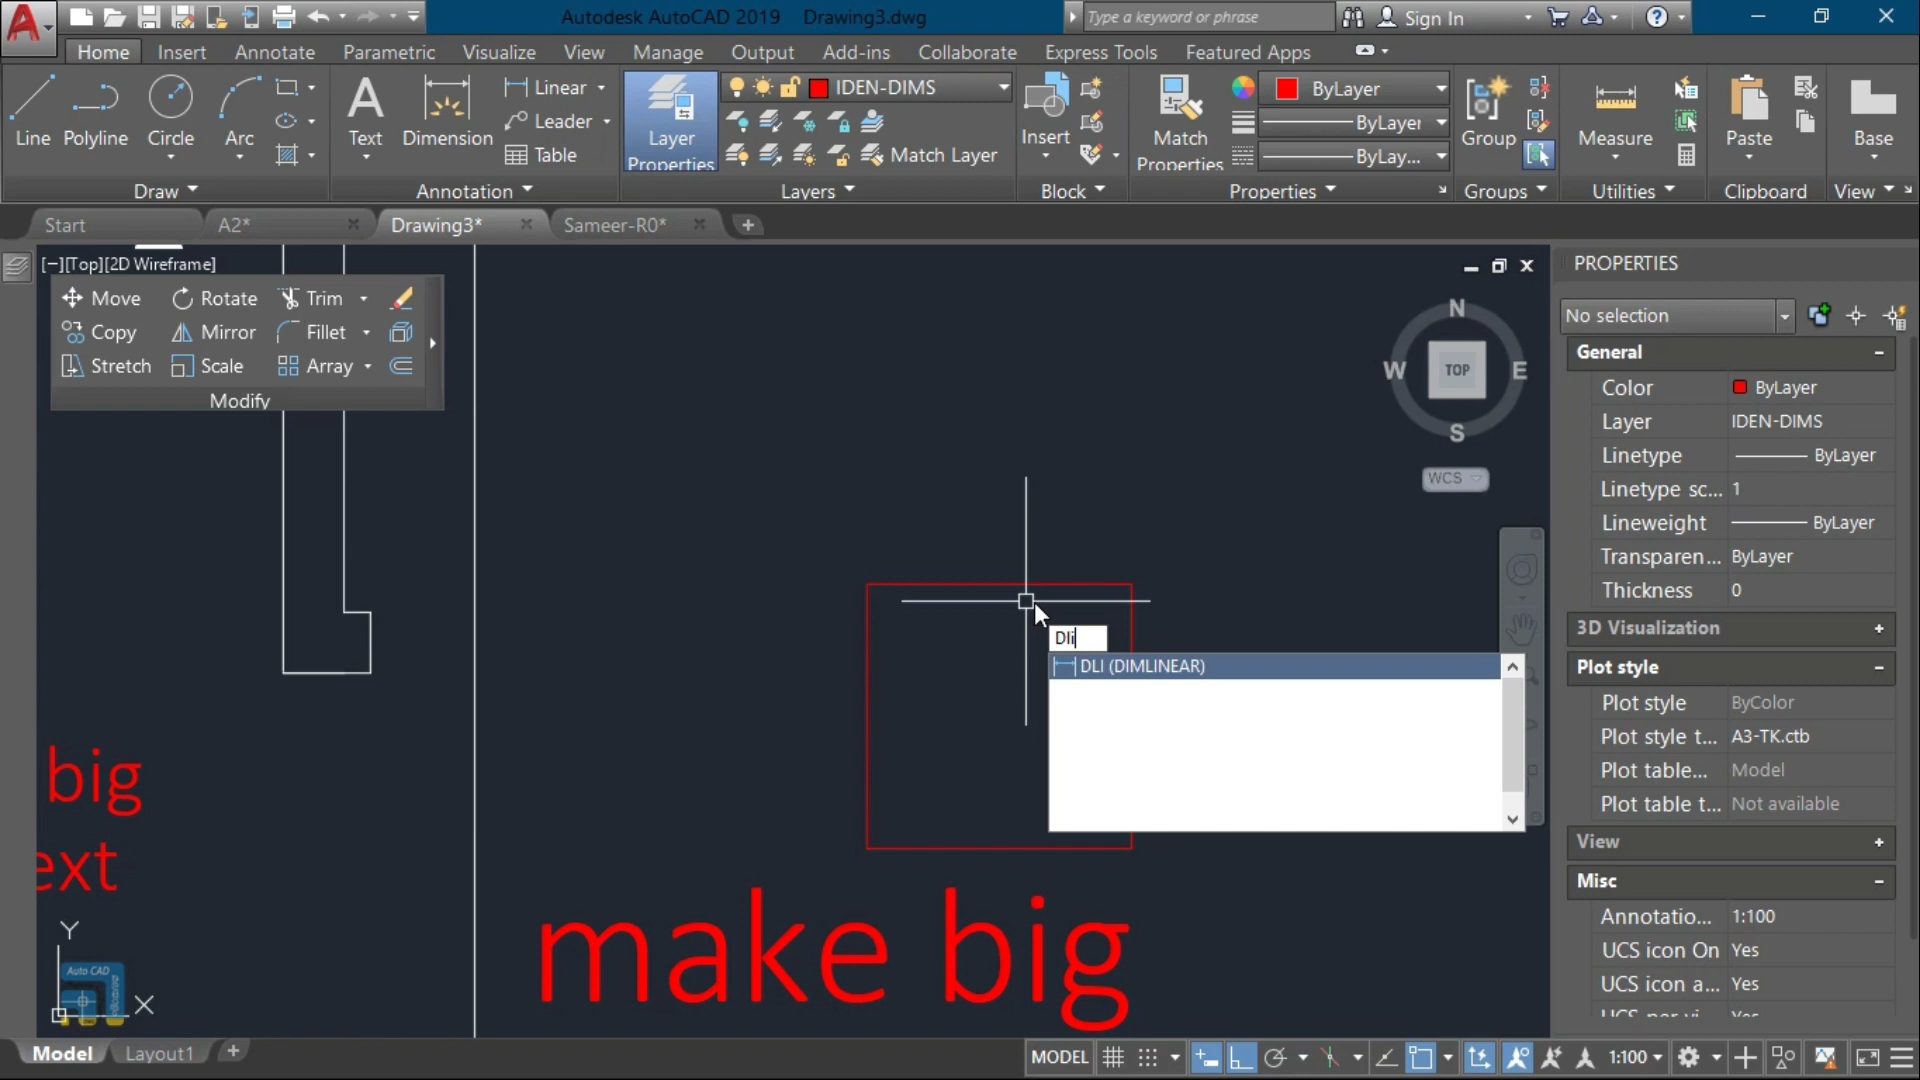 Autodesk AutoCAD 2019 Drawing3.dwg
Type a keyword or phrase
Sign In
Home Insert Annotate Parametric Visualize View Manage Output Add-ins Collaborate Express Tools Featured Apps
Line
Polyline
Circle
Arc
Draw
Text
Dimension
Linear
Leader
Table
Annotation
Layer
Properties
IDEN-DIMS
Match Layer
Layers
Insert
Block
Match
Properties
ByLayer
ByLayer
ByLay...
Properties
Group
Groups
Measure
Utilities
Paste
Clipboard
Base
View
Start A2* Drawing3* Sameer-R0*
[−][Top][2D Wireframe]
Move Rotate Trim
Copy Mirror Fillet
Stretch Scale Array
Modify
N
W TOP E
S
WCS
Dli
DLI (DIMLINEAR)
big
ext
make big
Y
X
Auto CAD
PROPERTIES
No selection
General
Color ByLayer
Layer IDEN-DIMS
Linetype ByLayer
Linetype sc... 1
Lineweight ByLayer
Transparen... ByLayer
Thickness 0
3D Visualization
Plot style
Plot style ByColor
Plot style t... A3-TK.ctb
Plot table... Model
Plot table t... Not available
View
Misc
Annotatio... 1:100
UCS icon On Yes
UCS icon a... Yes
Model Layout1
MODEL 1:100